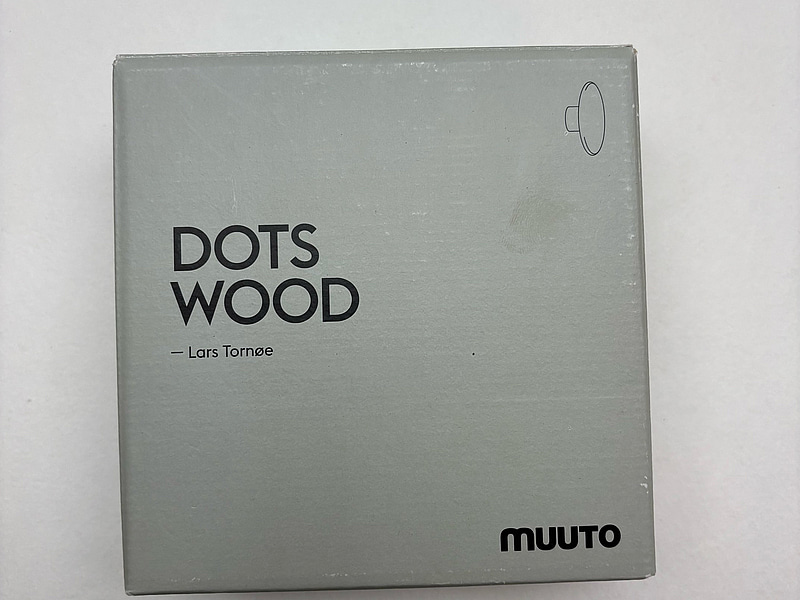 DOTS
WOOD
— Lars Tornøe
muuto